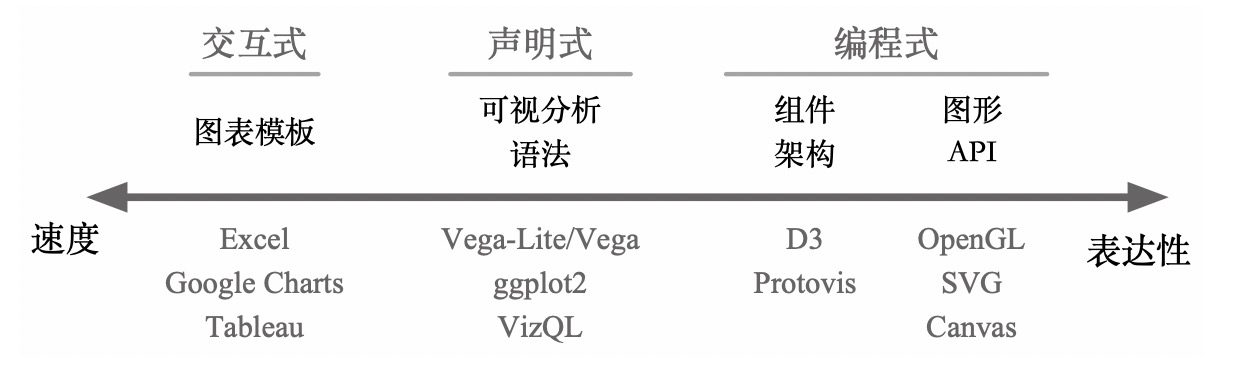 交互式
声明式
编程式
图表模板
可视分析
语法
组件
架构
图形
API
速度
表达性
Excel
Google Charts
Tableau
Vega-Lite/Vega
ggplot2
VizQL
D3
Protovis
OpenGL
SVG
Canvas